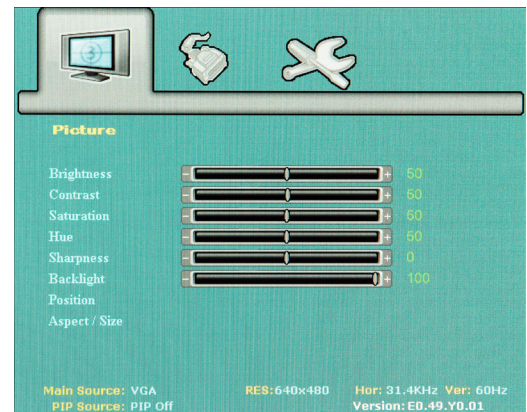 Picture
Brightness 50
Contrast 50
Saturation 50
Hue 50
Sharpness 0
Backlight 100
Position
Aspect / Size
Main Source: VGA RES:640x480 Hor: 31.4KHz Ver: 60Hz
PIP Source: PIP Off Version: E0.49.Y0.01